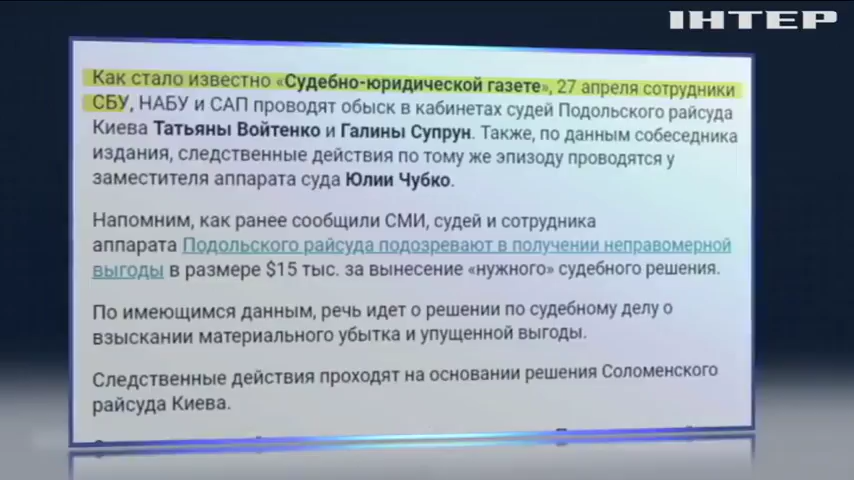 ІНТЕР
Как стало известно «Судебно-юридической газете», 27 апреля сотрудники
СБУ, НАБУ и САП проводят обыск в кабинетах судей Подольского райсуда
Киева Татьяны Войтенко и Галины Супрун. Также, по данным собеседника
издания, следственные действия по тому же эпизоду проводятся у
заместителя аппарата суда Юлии Чубко.
Напомним, как ранее сообщили СМИ, судей и сотрудника
аппарата Подольского райсуда подозревают в получении неправомерной
выгоды в размере $15 тыс. за вынесение «нужного» судебного решения.
По имеющимся данным, речь идет о решении по судебному делу о
взыскании материального убытка и упущенной выгоды.
Следственные действия проходят на основании решения Соломенского
райсуда Киева.